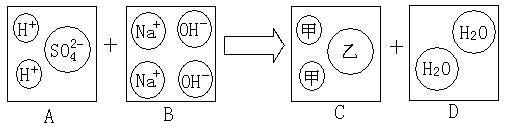 H⁺ SO₄²⁻ H⁺ + Na⁺ OH⁻ Na⁺ OH⁻ 甲 乙 甲 + H₂O H₂O
A B C D